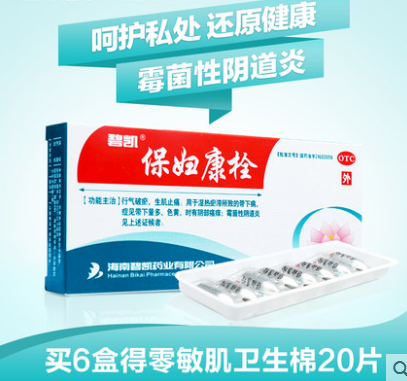 呵护私处 还原健康
霉菌性阴道炎
碧凯®
保妇康栓
OTC
外
【功能主治】行气破瘀，生肌止痛。用于湿热瘀滞所致的带下病，
症见带下量多、色黄，时有阴部瘙痒；霉菌性阴道炎
见上述证候者。
海南碧凯药业有限公司
Hainan Bikai Pharmaceutical Co.,
买6盒得零敏肌卫生棉20片